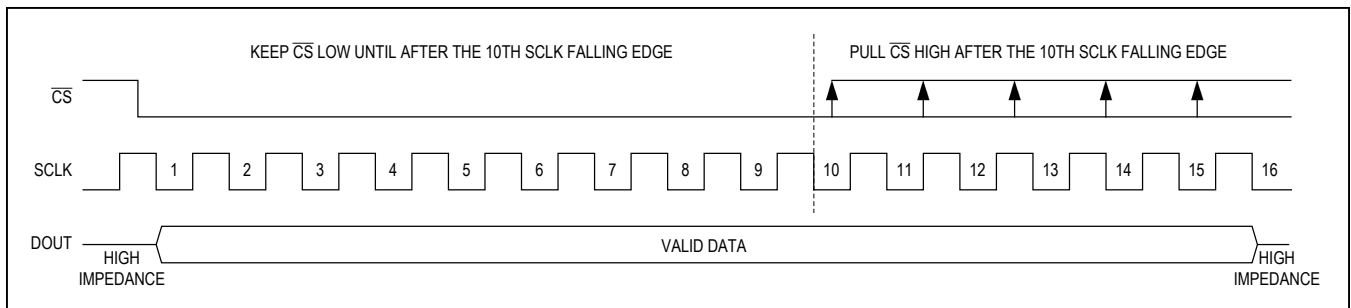 KEEP CS LOW UNTIL AFTER THE 10TH SCLK FALLING EDGE
PULL CS HIGH AFTER THE 10TH SCLK FALLING EDGE
CS
SCLK
1 2 3 4 5 6 7 8 9 10 11 12 13 14 15 16
DOUT
HIGH
IMPEDANCE
VALID DATA
HIGH
IMPEDANCE